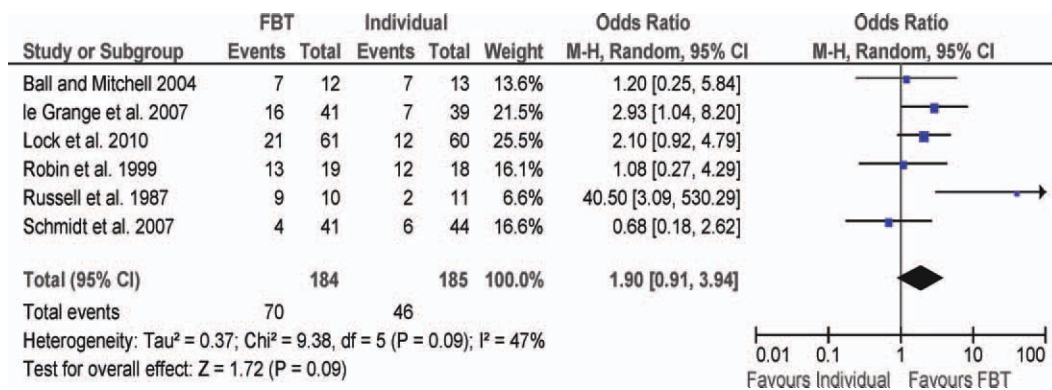 FBT Individual Odds Ratio Odds Ratio
Study or Subgroup Events Total Events Total Weight M-H, Random, 95% CI M-H, Random, 95% CI
Ball and Mitchell 2004 7 12 7 13 13.6% 1.20 [0.25, 5.84]
le Grange et al. 2007 16 41 7 39 21.5% 2.93 [1.04, 8.20]
Lock et al. 2010 21 61 12 60 25.5% 2.10 [0.92, 4.79]
Robin et al. 1999 13 19 12 18 16.1% 1.08 [0.27, 4.29]
Russell et al. 1987 9 10 2 11 6.6% 40.50 [3.09, 530.29]
Schmidt et al. 2007 4 41 6 44 16.6% 0.68 [0.18, 2.62]
Total (95% CI) 184 185 100.0% 1.90 [0.91, 3.94]
Total events 70 46
Heterogeneity: Tau² = 0.37; Chi² = 9.38, df = 5 (P = 0.09); I² = 47%
Test for overall effect: Z = 1.72 (P = 0.09)
0.01 0.1 1 10 100
Favours Individual Favours FBT